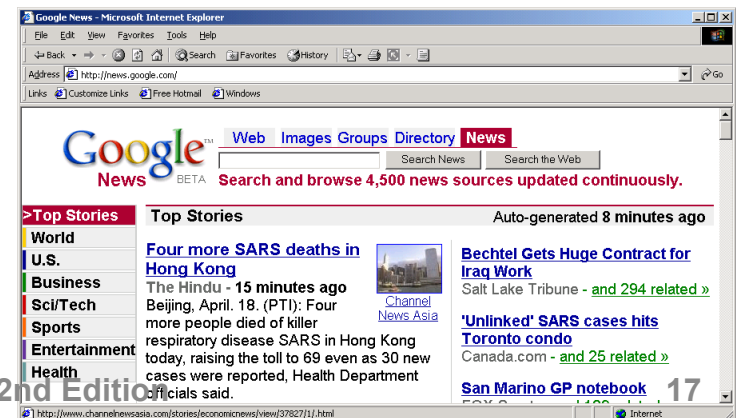 Google News - Microsoft Internet Explorer
File Edit View Favorites Tools Help
Back Search Favorites History
Address http://news.google.com/ Go
Links Customize Links Free Hotmail Windows
Google™
News BETA
Web Images Groups Directory News
Search News Search the Web
Search and browse 4,500 news sources updated continuously.
>Top Stories
World
U.S.
Business
Sci/Tech
Sports
Entertainment
Health
Top Stories Auto-generated 8 minutes ago
Four more SARS deaths in
Hong Kong
The Hindu - 15 minutes ago
Beijing, April. 18. (PTI): Four
more people died of killer
respiratory disease SARS in Hong Kong
today, raising the toll to 69 even as 30 new
cases were reported, Health Department
officials said.
Channel
News Asia
Bechtel Gets Huge Contract for
Iraq Work
Salt Lake Tribune - and 294 related »
'Unlinked' SARS cases hits
Toronto condo
Canada.com - and 25 related »
San Marino GP notebook
2nd Edition 17
http://www.channelnewsasia.com/stories/economicnews/view/37827/1/.html Internet